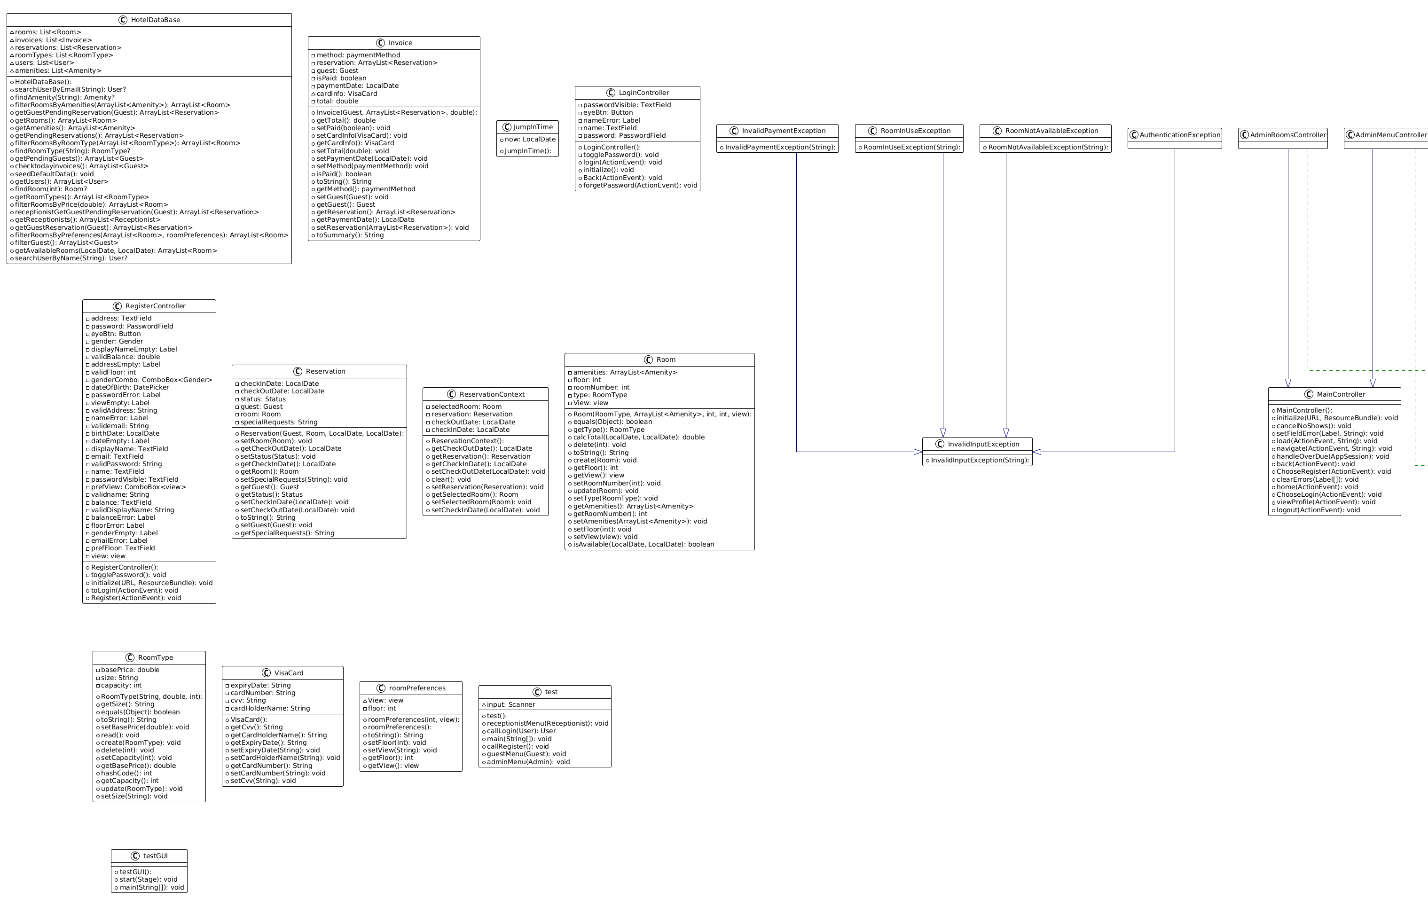 HotelDataBase
rooms: List<Room>
invoices: List<Invoice>
reservations: List<Reservation>
roomTypes: List<RoomType>
users: List<User>
amenities: List<Amenity>
HotelDataBase():
searchUserByEmail(String): User?
findAmenity(String): Amenity?
filterRoomsByAmenities(ArrayList<Amenity>): ArrayList<Room>
getGuestPendingReservation(Guest): ArrayList<Reservation>
getRooms(): ArrayList<Room>
getAmenities(): ArrayList<Amenity>
getPendingReservations(): ArrayList<Reservation>
filterRoomsByRoomType(ArrayList<RoomType>): ArrayList<Room>
findRoomType(String): RoomType?
getPendingGuests(): ArrayList<Guest>
checktodayinvoices(): ArrayList<Guest>
seedDefaultData(): void
getUsers(): ArrayList<User>
findRoom(int): Room?
getRoomTypes(): ArrayList<RoomType>
filterRoomsByPrice(double): ArrayList<Room>
receptionistGetGuestPendingReservation(Guest): ArrayList<Reservation>
getReceptionists(): ArrayList<Receptionist>
getGuestReservation(Guest): ArrayList<Reservation>
filterRoomsByPreferences(ArrayList<Room>, roomPreferences): ArrayList<Room>
filterGuest(): ArrayList<Guest>
getAvailableRooms(LocalDate, LocalDate): ArrayList<Room>
searchUserByName(String): User?
Invoice
method: paymentMethod
reservation: ArrayList<Reservation>
guest: Guest
isPaid: boolean
paymentDate: LocalDate
cardInfo: VisaCard
total: double
Invoice(Guest, ArrayList<Reservation>, double):
getTotal(): double
setPaid(boolean): void
setCardInfo(VisaCard): void
getCardInfo(): VisaCard
setTotal(double): void
setPaymentDate(LocalDate): void
setMethod(paymentMethod): void
isPaid(): boolean
toString(): String
getMethod(): paymentMethod
setGuest(Guest): void
getGuest(): Guest
getReservation(): ArrayList<Reservation>
getPaymentDate(): LocalDate
setReservation(ArrayList<Reservation>): void
toSummary(): String
JumpInTime
now: LocalDate
JumpInTime():
LoginController
passwordVisible: TextField
eyeBtn: Button
nameError: Label
name: TextField
password: PasswordField
LoginController():
togglePassword(): void
login(ActionEvent): void
initialize(): void
Back(ActionEvent): void
forgetPassword(ActionEvent): void
InvalidPaymentException
InvalidPaymentException(String):
RoomInUseException
RoomInUseException(String):
RoomNotAvailableException
RoomNotAvailableException(String):
AuthenticationException
AdminRoomsController
AdminMenuController
RegisterController
address: TextField
password: PasswordField
eyeBtn: Button
gender: Gender
displayNameEmpty: Label
validBalance: double
addressEmpty: Label
validFloor: int
genderCombo: ComboBox<Gender>
dateOfBirth: DatePicker
passwordError: Label
viewEmpty: Label
validAddress: String
nameError: Label
validemail: String
birthDate: LocalDate
dateEmpty: Label
displayName: TextField
email: TextField
validPassword: String
name: TextField
passwordVisible: TextField
prefView: ComboBox<view>
validname: String
balance: TextField
validDisplayName: String
balanceError: Label
floorError: Label
genderEmpty: Label
emailError: Label
prefFloor: TextField
view: view
RegisterController():
togglePassword(): void
initialize(URL, ResourceBundle): void
toLogin(ActionEvent): void
Register(ActionEvent): void
Reservation
checkInDate: LocalDate
checkOutDate: LocalDate
status: Status
guest: Guest
room: Room
specialRequests: String
Reservation(Guest, Room, LocalDate, LocalDate):
setRoom(Room): void
getCheckOutDate(): LocalDate
setStatus(Status): void
getCheckInDate(): LocalDate
getRoom(): Room
setSpecialRequests(String): void
getGuest(): Guest
getStatus(): Status
setCheckInDate(LocalDate): void
setCheckOutDate(LocalDate): void
toString(): String
setGuest(Guest): void
getSpecialRequests(): String
ReservationContext
selectedRoom: Room
reservation: Reservation
checkOutDate: LocalDate
checkInDate: LocalDate
ReservationContext():
getCheckOutDate(): LocalDate
getReservation(): Reservation
getCheckInDate(): LocalDate
setCheckOutDate(LocalDate): void
clear(): void
setReservation(Reservation): void
getSelectedRoom(): Room
setSelectedRoom(Room): void
setCheckInDate(LocalDate): void
Room
amenities: ArrayList<Amenity>
floor: int
roomNumber: int
type: RoomType
View: view
Room(RoomType, ArrayList<Amenity>, int, int, view):
equals(Object): boolean
getType(): RoomType
calcTotal(LocalDate, LocalDate): double
delete(int): void
toString(): String
create(Room): void
getFloor(): int
getView(): view
setRoomNumber(int): void
update(Room): void
setType(RoomType): void
getAmenities(): ArrayList<Amenity>
getRoomNumber(): int
setAmenities(ArrayList<Amenity>): void
setFloor(int): void
setView(view): void
isAvailable(LocalDate, LocalDate): boolean
InvalidInputException
InvalidInputException(String):
MainController
MainController():
initialize(URL, ResourceBundle): void
cancelNoShows(): void
setFieldError(Label, String): void
load(ActionEvent, String): void
navigate(ActionEvent, String): void
handleOverDue(AppSession): void
back(ActionEvent): void
ChooseRegister(ActionEvent): void
clearErrors(Label[]): void
home(ActionEvent): void
ChooseLogin(ActionEvent): void
viewProfile(ActionEvent): void
logout(ActionEvent): void
RoomType
basePrice: double
size: String
capacity: int
RoomType(String, double, int):
getSize(): String
equals(Object): boolean
toString(): String
setBasePrice(double): void
read(): void
create(RoomType): void
delete(int): void
setCapacity(int): void
getBasePrice(): double
hashCode(): int
getCapacity(): int
update(RoomType): void
setSize(String): void
VisaCard
expiryDate: String
cardNumber: String
cvv: String
cardHolderName: String
VisaCard():
getCvv(): String
getCardHolderName(): String
getExpiryDate(): String
setExpiryDate(String): void
setCardHolderName(String): void
getCardNumber(): String
setCardNumber(String): void
setCvv(String): void
roomPreferences
View: view
floor: int
roomPreferences(int, view):
roomPreferences():
toString(): String
setFloor(int): void
setView(String): void
getFloor(): int
getView(): view
test
input: Scanner
test():
receptionistMenu(Receptionist): void
callLogin(User): User
main(String[]): void
callRegister(): void
guestMenu(Guest): void
adminMenu(Admin): void
testGUI
testGUI():
start(Stage): void
main(String[]): void